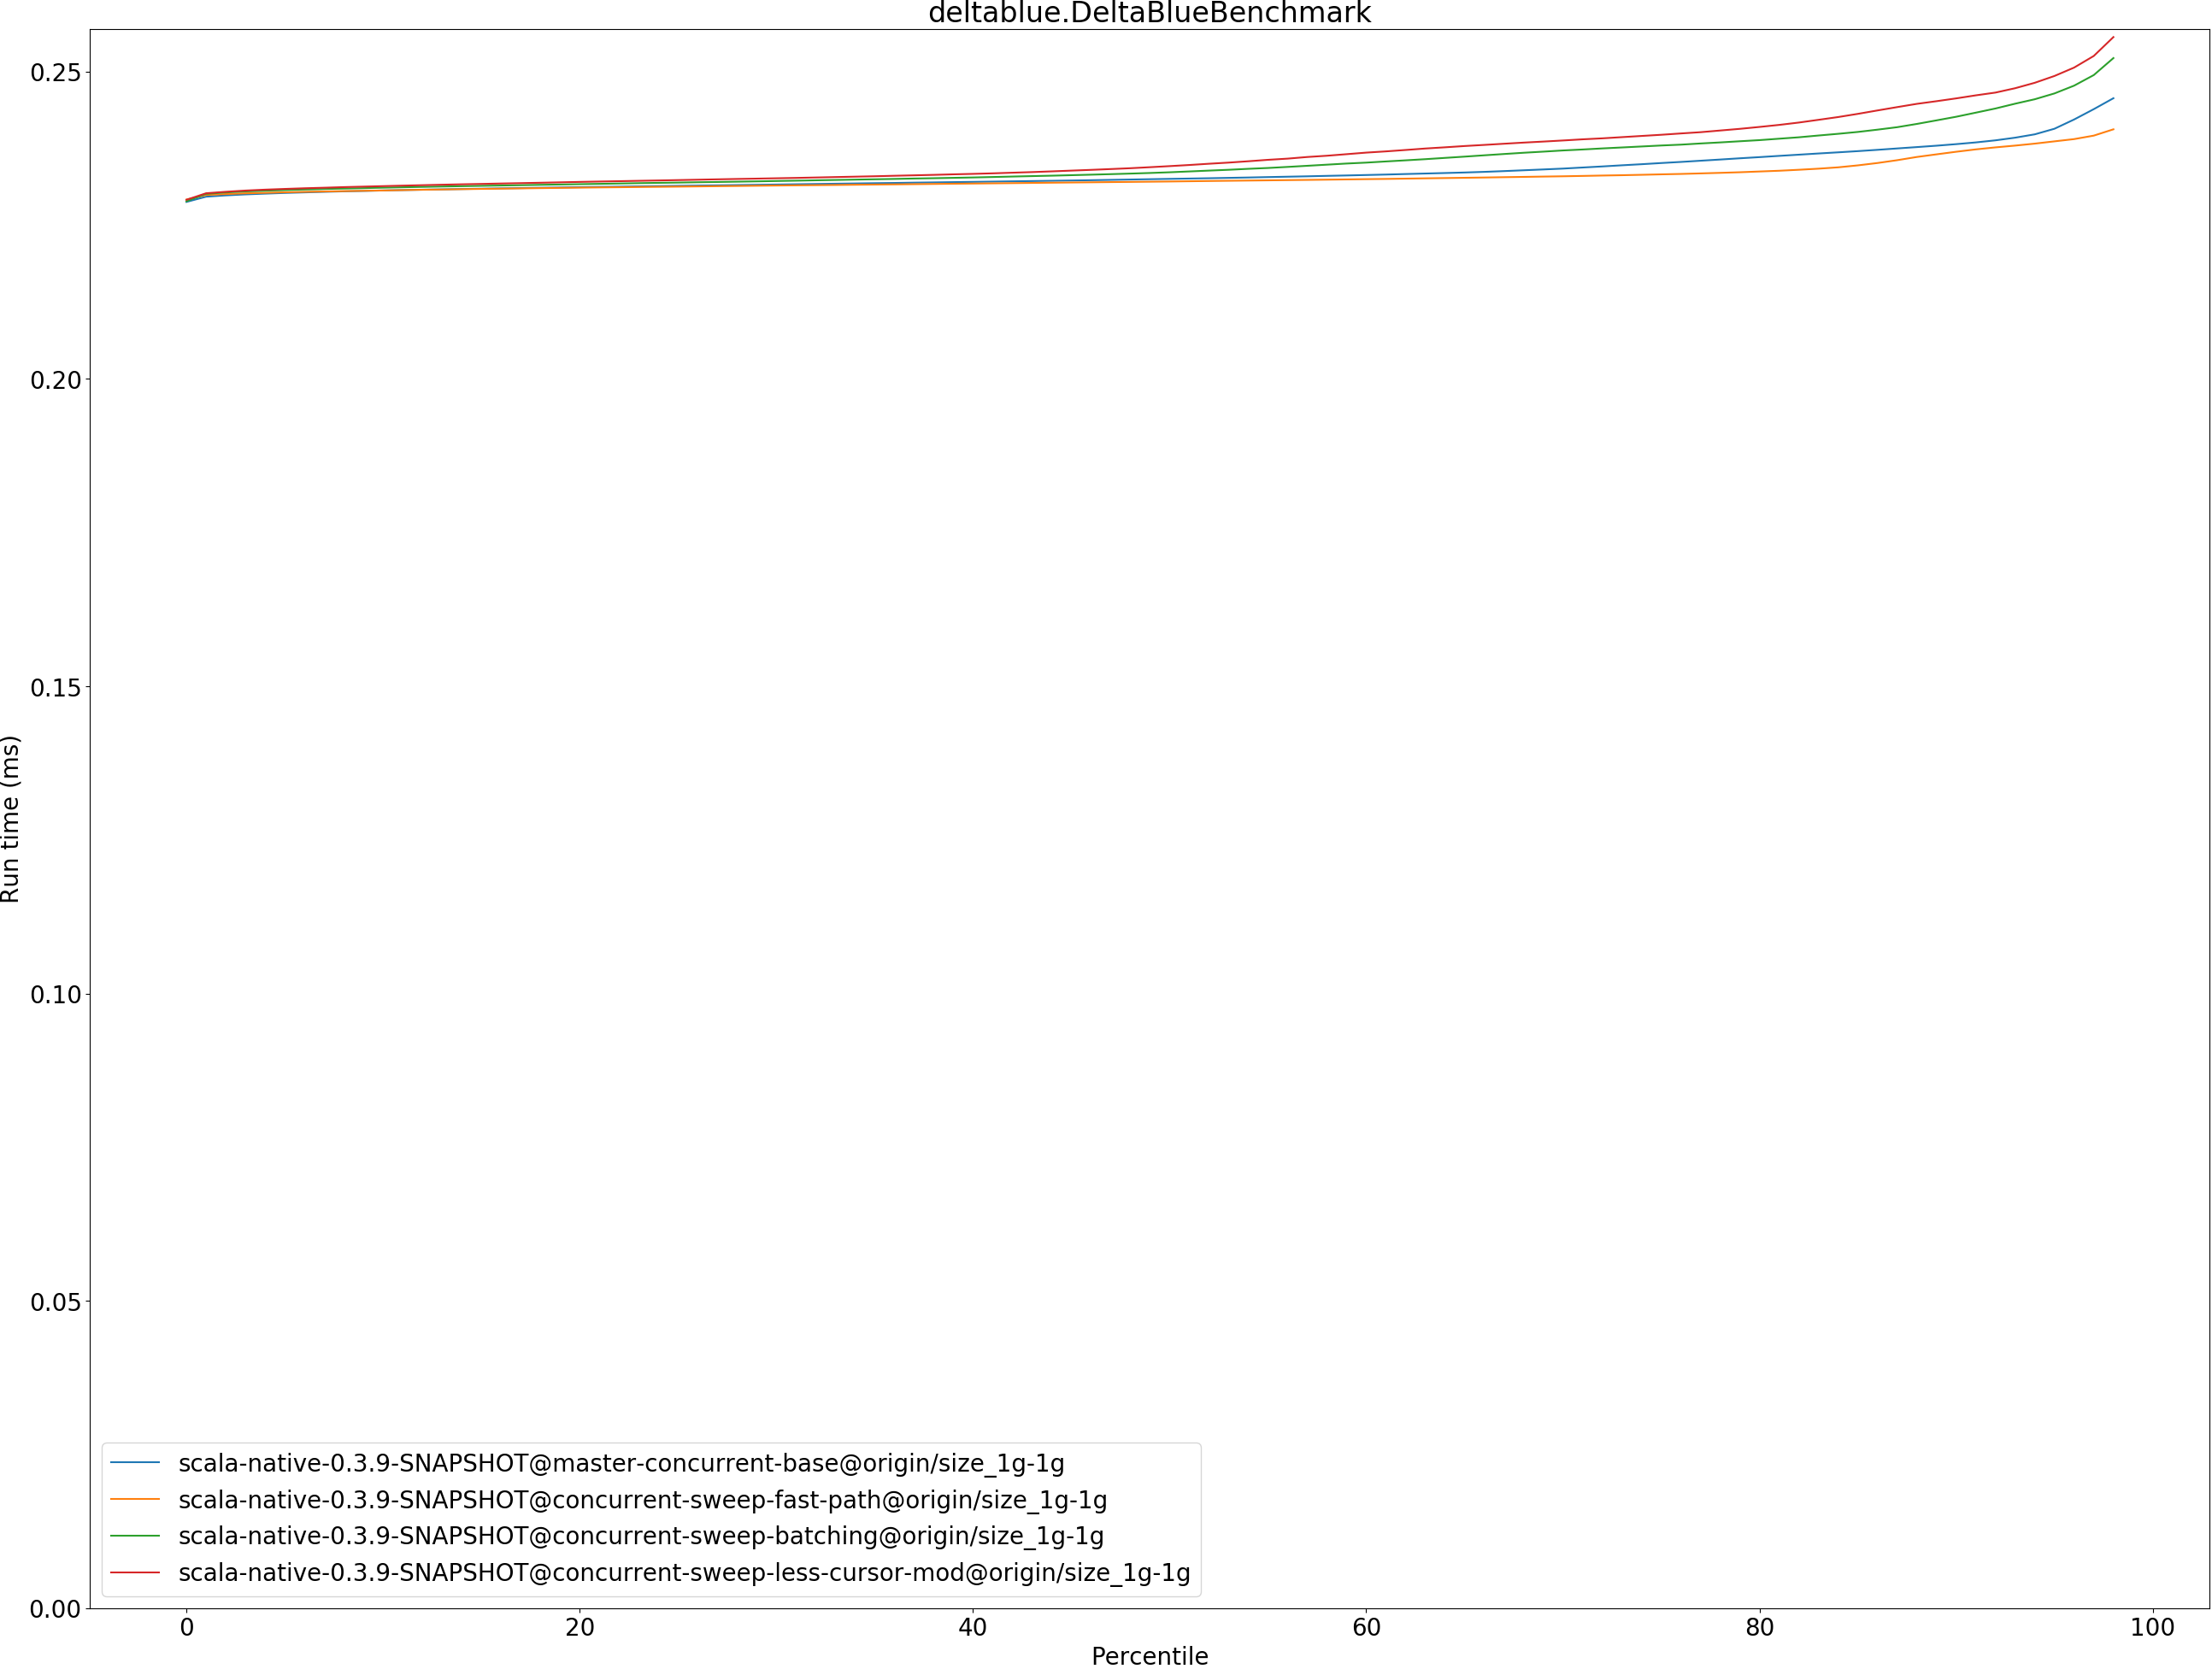 deltablue.DeltaBlueBenchmark
0.25
0.20
0.15
0.10
0.05
0.00
Run time (ms)
scala-native-0.3.9-SNAPSHOT@master-concurrent-base@origin/size_1g-1g
scala-native-0.3.9-SNAPSHOT@concurrent-sweep-fast-path@origin/size_1g-1g
scala-native-0.3.9-SNAPSHOT@concurrent-sweep-batching@origin/size_1g-1g
scala-native-0.3.9-SNAPSHOT@concurrent-sweep-less-cursor-mod@origin/size_1g-1g
0 20 40 60 80 100
Percentile